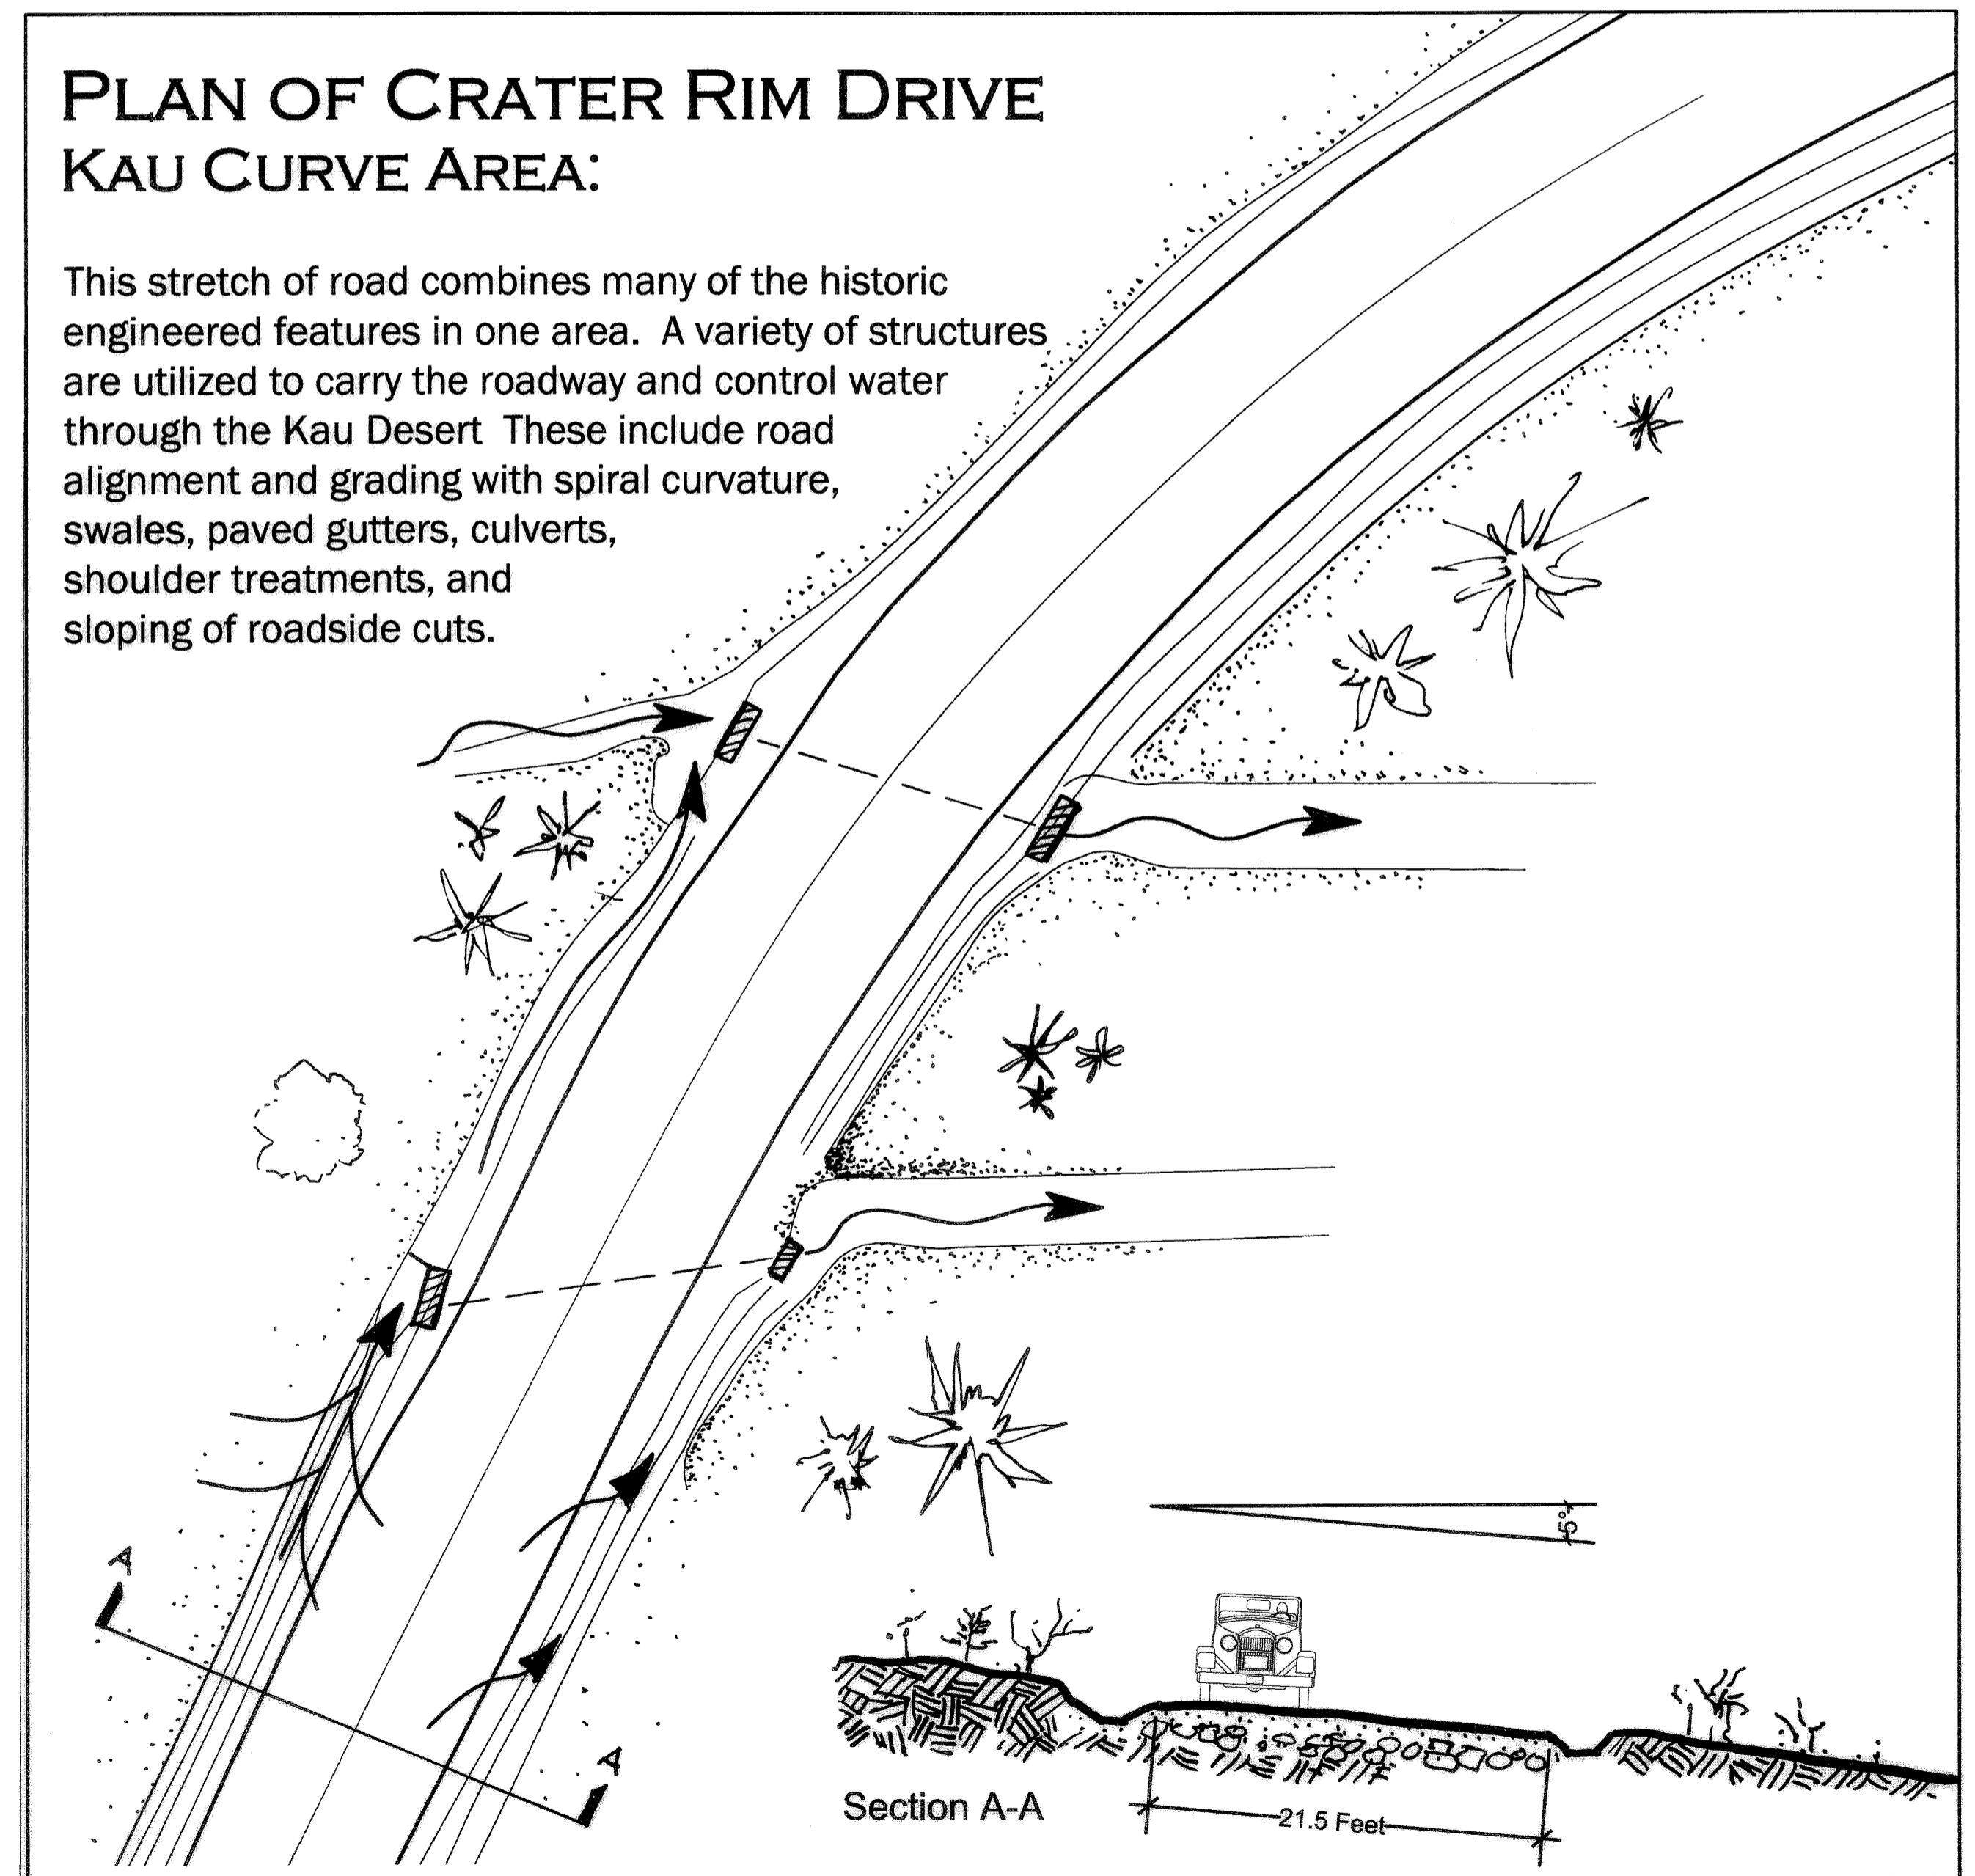 PLAN OF CRATER RIM DRIVE
KAU CURVE AREA:
This stretch of road combines many of the historic
engineered features in one area.  A variety of structures
are utilized to carry the roadway and control water
through the Kau Desert  These include road
alignment and grading with spiral curvature,
swales, paved gutters, culverts,
shoulder treatments, and
sloping of roadside cuts.
5°
A
A
Section A-A
21.5 Feet